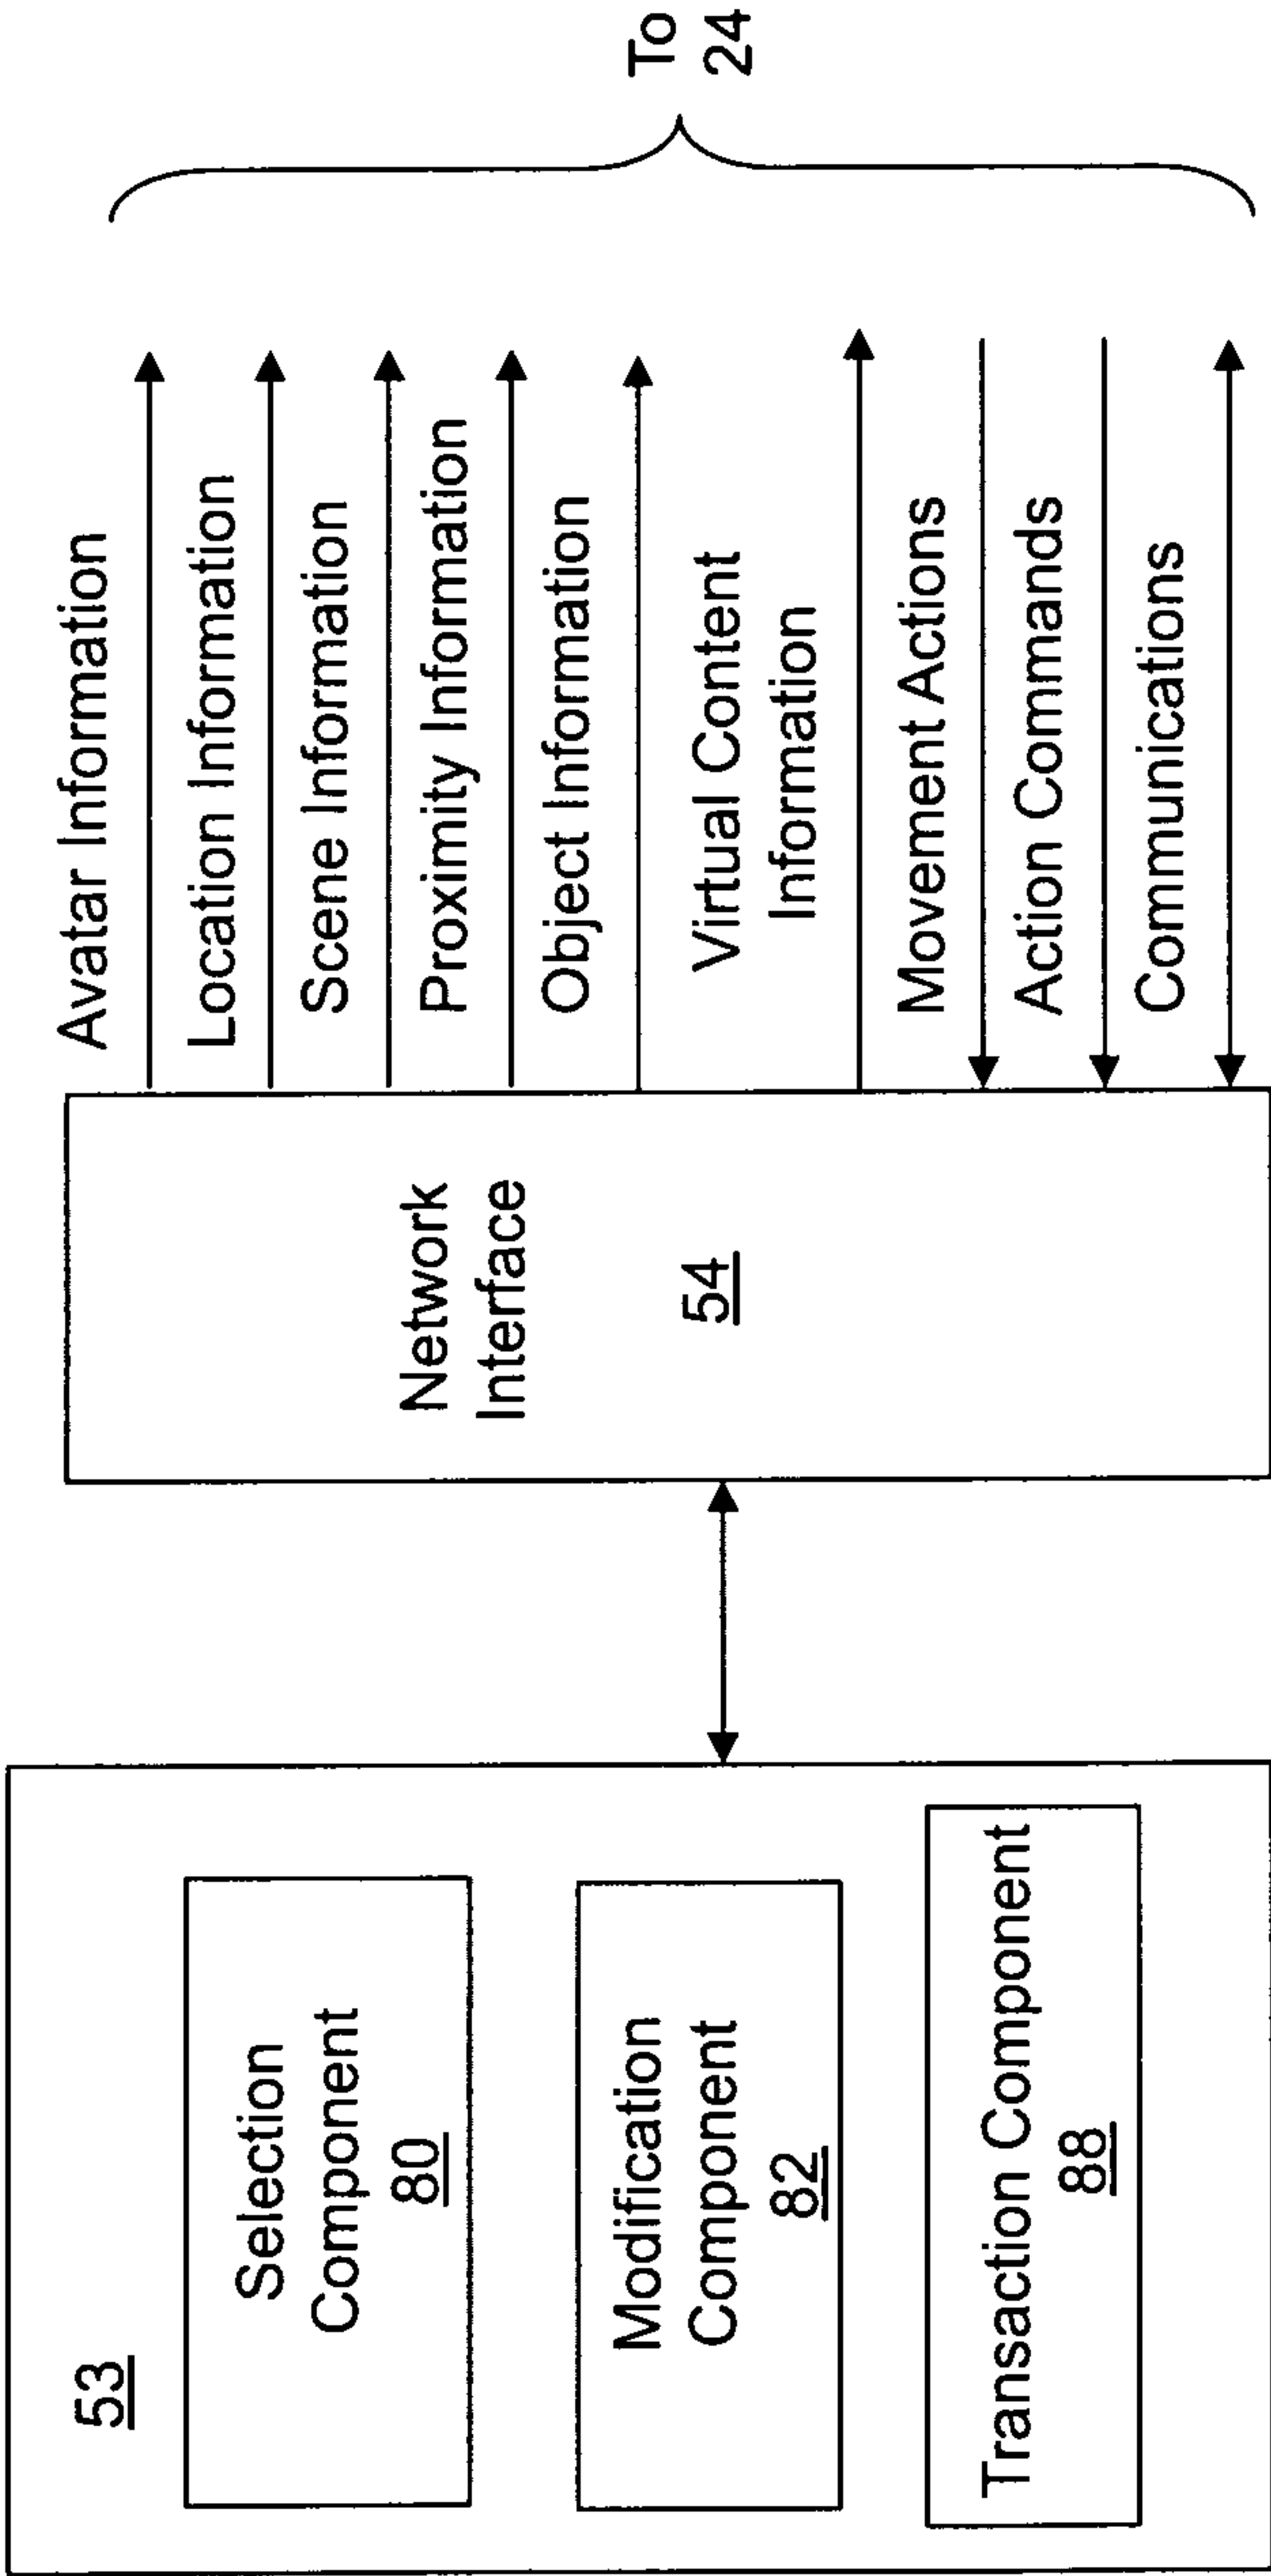 53
Selection
Component
80
Modification
Component
82
Transaction Component
88
Network
Interface
54
Avatar Information
Location Information
Scene Information
Proximity Information
Object Information
Virtual Content
Information
Movement Actions
Action Commands
Communications
To
24